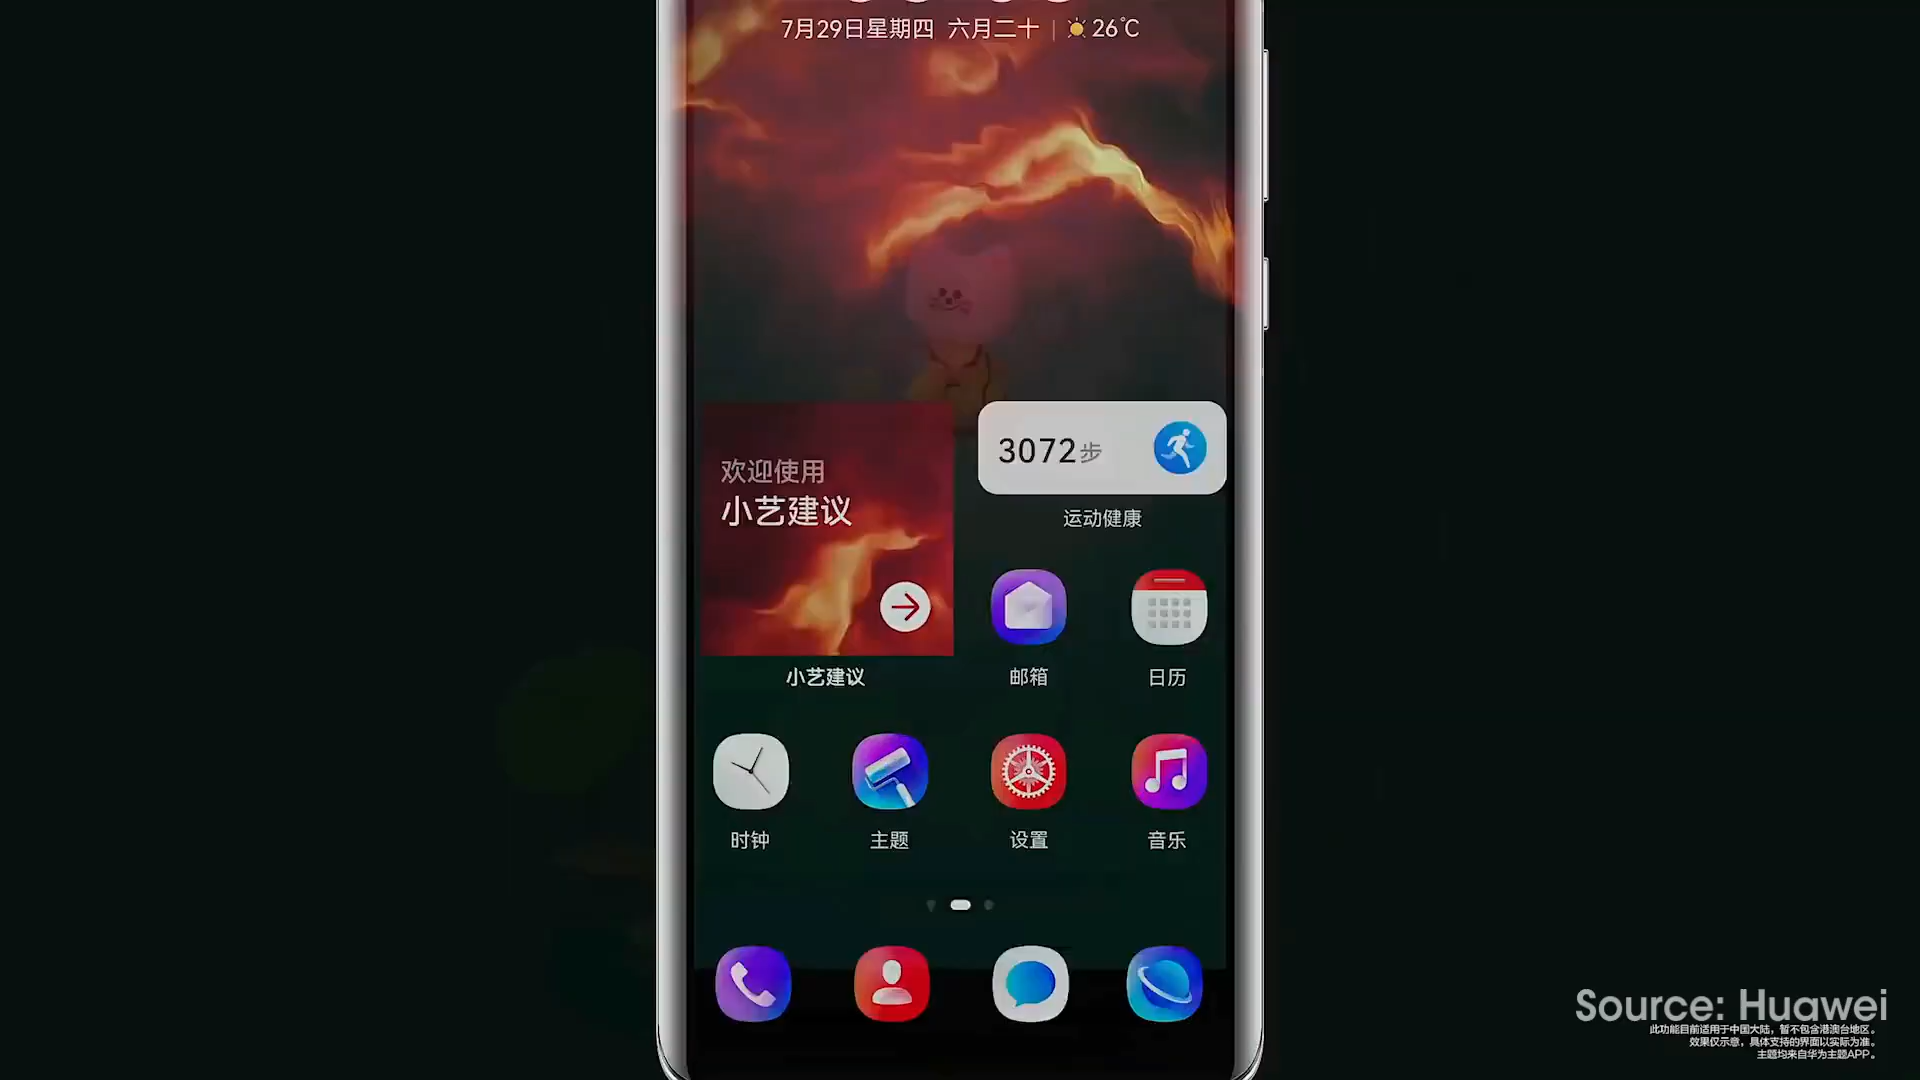 7月29日星期四 六月二十 | 26℃
3072步
欢迎使用
小艺建议
运动健康
小艺建议
邮箱
日历
时钟
主题
设置
音乐
Source: Huawei
此功能目前适用于中国大陆，暂不包含港澳台地区。
效果仅示意，具体支持的界面以实际为准。
主题均来自华为主题APP。